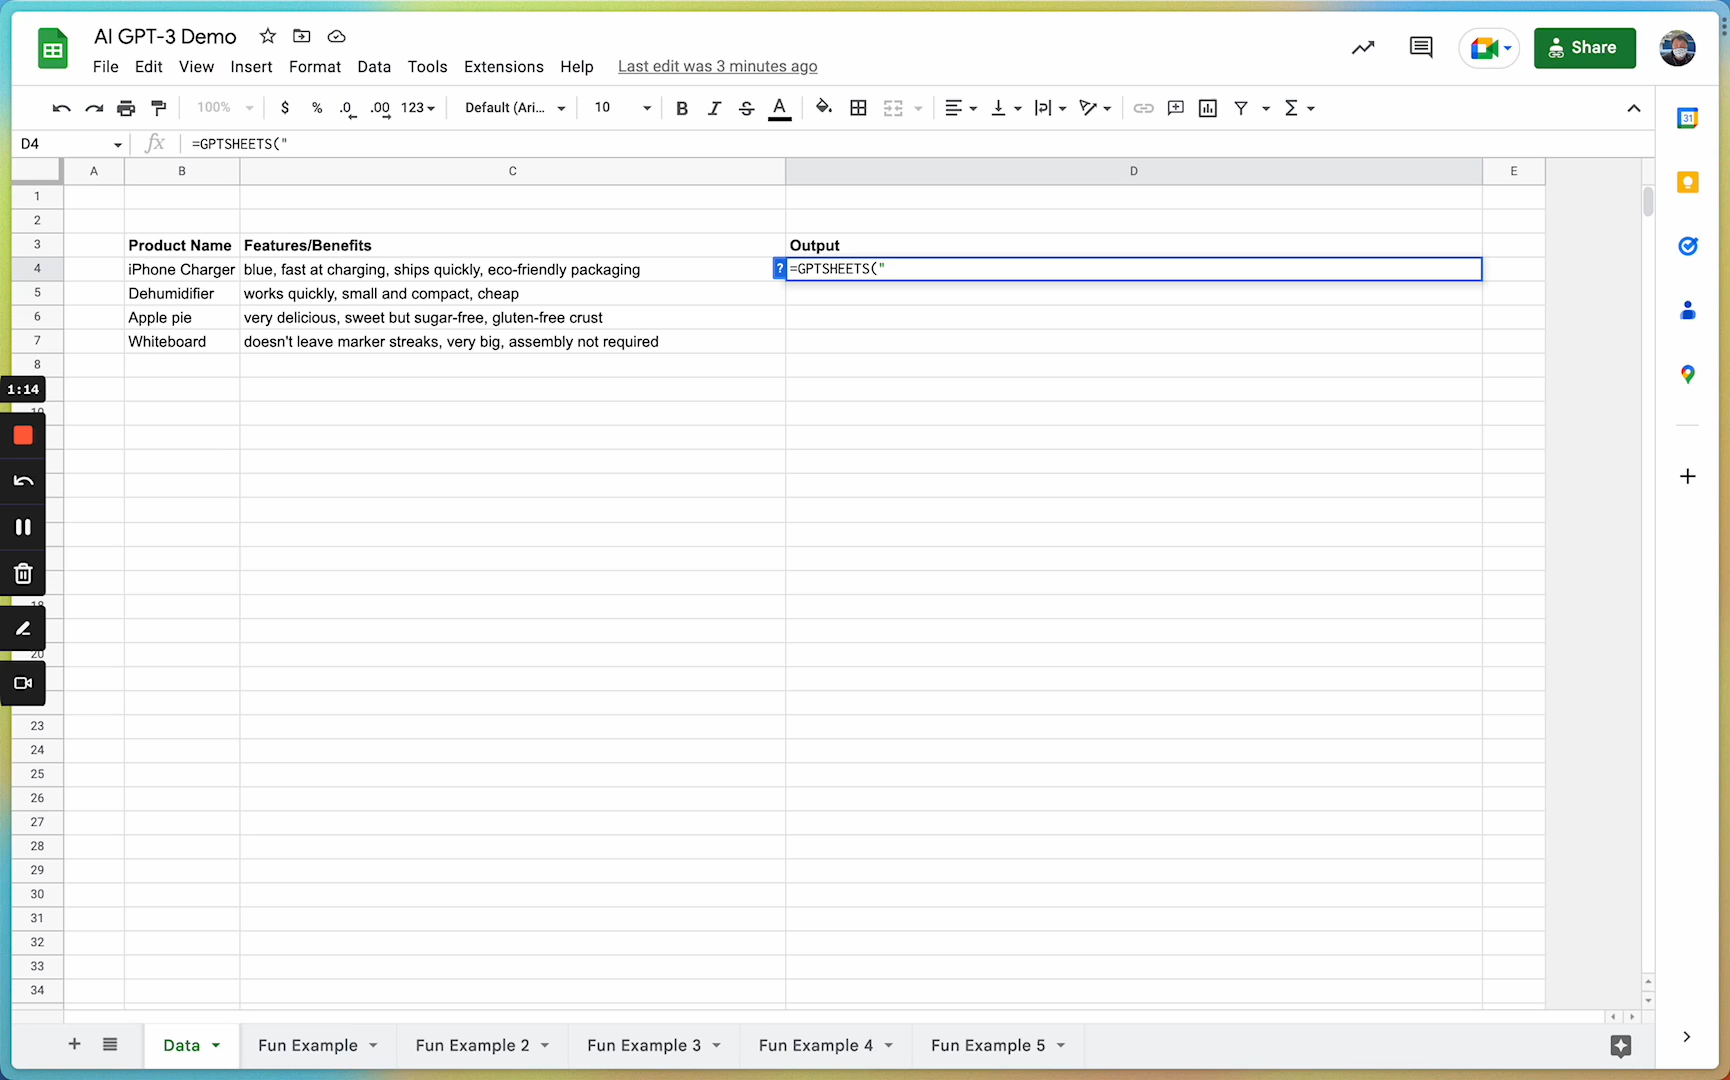 AI GPT-3 Demo
File Edit View Insert Format Data Tools Extensions Help Last edit was 3 minutes ago
Share
100% $ % .0 .00 123 Default (Ari... 10 B I S A
31
D4 fx =GPTSHEETS("
A B C D E
1
2
3 Product Name Features/Benefits Output
4 iPhone Charger blue, fast at charging, ships quickly, eco-friendly packaging ? =GPTSHEETS("
5 Dehumidifier works quickly, small and compact, cheap
6 Apple pie very delicious, sweet but sugar-free, gluten-free crust
7 Whiteboard doesn't leave marker streaks, very big, assembly not required
8
1:14
23
24
25
26
27
28
29
30
31
32
33
34
Data Fun Example Fun Example 2 Fun Example 3 Fun Example 4 Fun Example 5